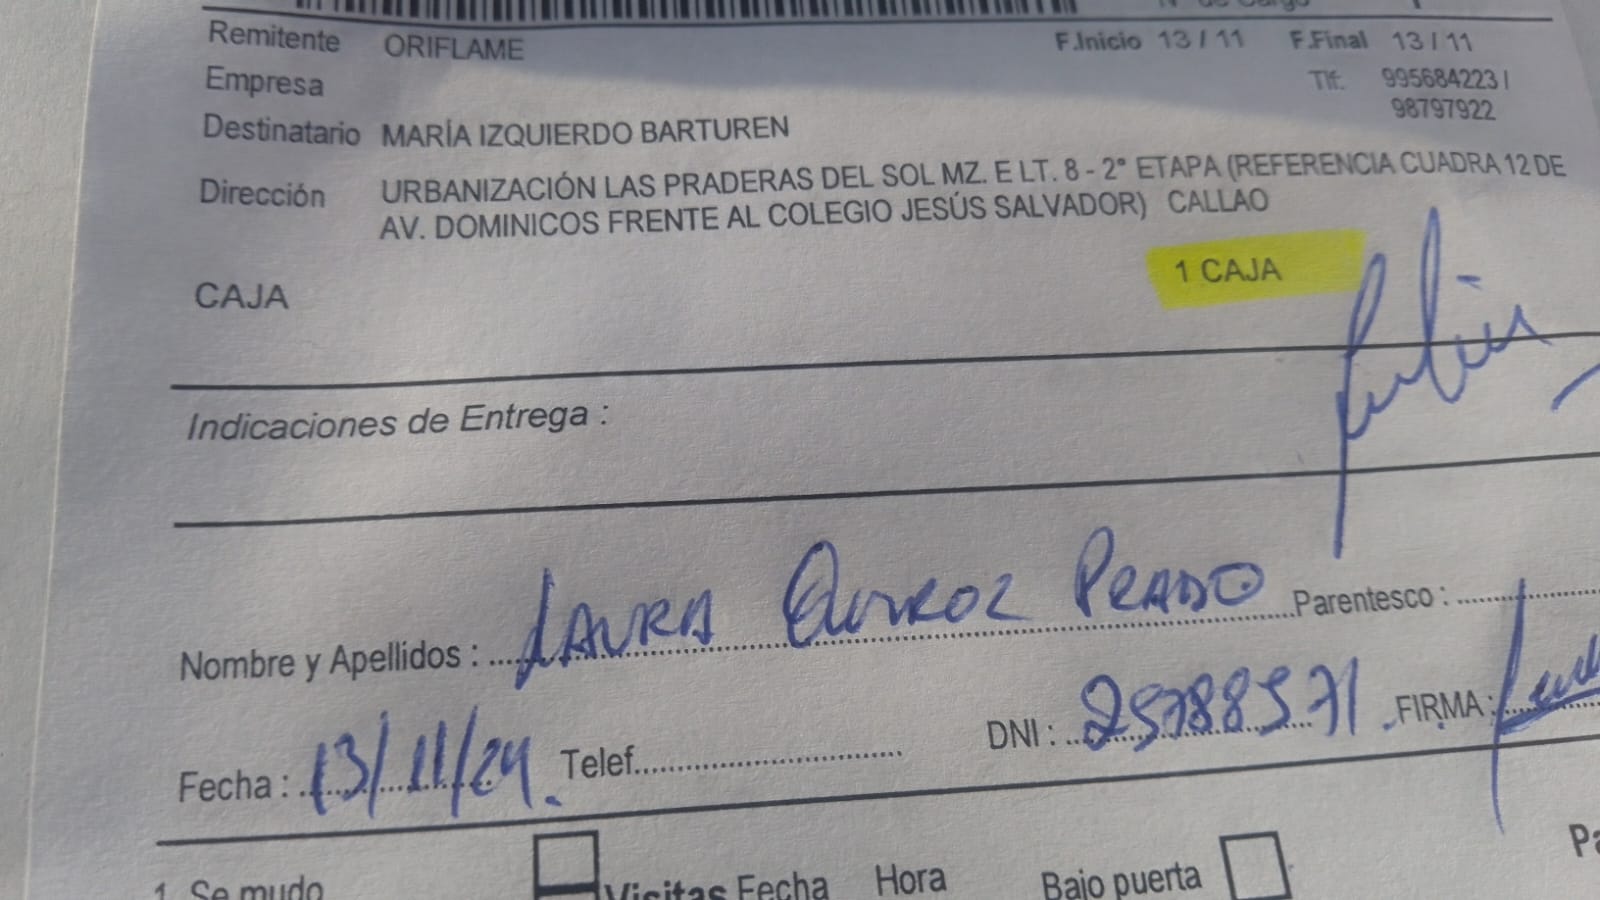 Remitente ORIFLAME F.Inicio 13 / 11 F.Final 13 / 11
Empresa Tlf: 995684223 /
98797922
Destinatario MARÍA IZQUIERDO BARTUREN
Dirección URBANIZACIÓN LAS PRADERAS DEL SOL MZ. E LT. 8 - 2° ETAPA (REFERENCIA CUADRA 12 DE
AV. DOMINICOS FRENTE AL COLEGIO JESÚS SALVADOR) CALLAO
CAJA 1 CAJA
Indicaciones de Entrega :
Nombre y Apellidos : LAURA QUIROZ PRADO Parentesco :
Fecha : 13/11/24. Telef. DNI : 25788571 FIRMA :
1. Se mudo Visitas Fecha Hora Bajo puerta